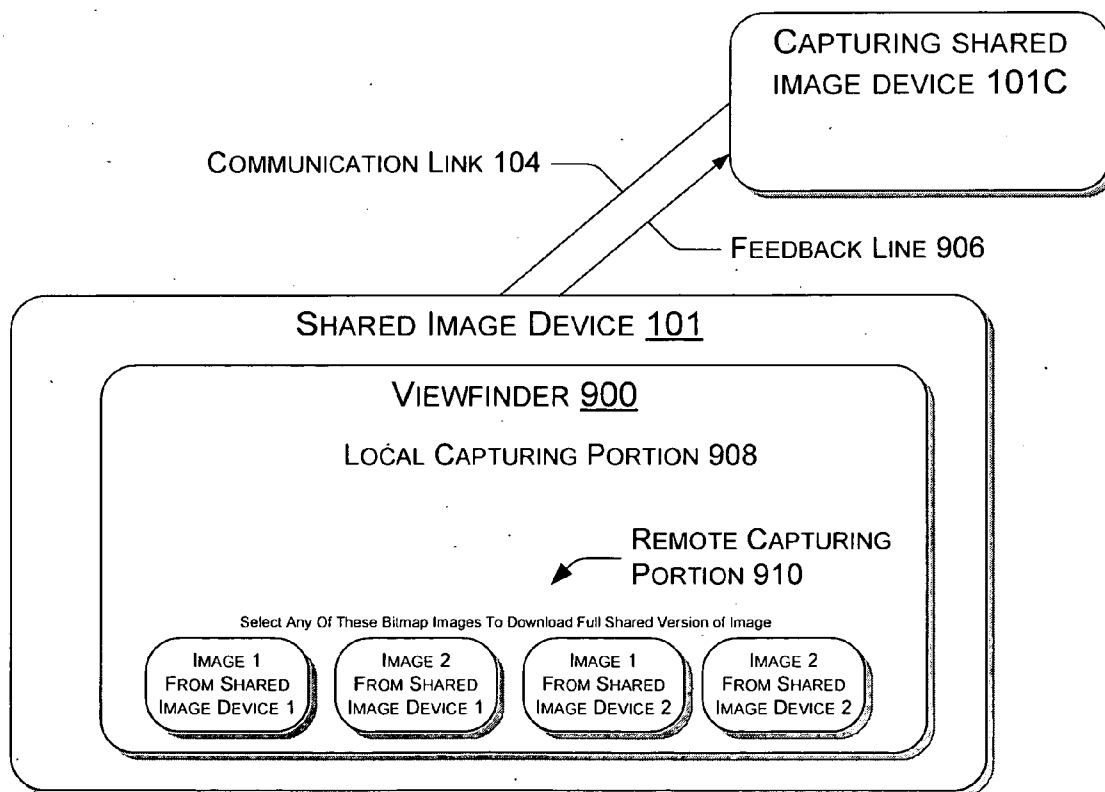 CAPTURING SHARED
IMAGE DEVICE 101C
COMMUNICATION LINK 104
FEEDBACK LINE 906
SHARED IMAGE DEVICE 101
VIEWFINDER 900
LOCAL CAPTURING PORTION 908
REMOTE CAPTURING
PORTION 910
Select Any Of These Bitmap Images To Download Full Shared Version of Image
IMAGE 1
FROM SHARED
IMAGE DEVICE 1
IMAGE 2
FROM SHARED
IMAGE DEVICE 1
IMAGE 1
FROM SHARED
IMAGE DEVICE 2
IMAGE 2
FROM SHARED
IMAGE DEVICE 2